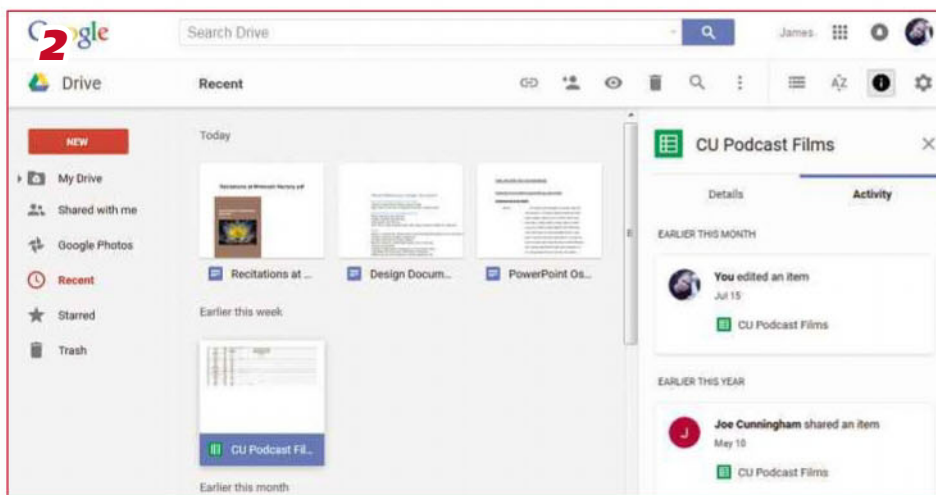 Google
2
Search Drive
James
Drive
Recent
AZ
NEW
My Drive
Shared with me
Google Photos
Recent
Starred
Trash
Today
Recitations at ...
Design Docum...
PowerPoint Os...
Earlier this week
CU Podcast Fil...
Earlier this month
CU Podcast Films
Details
Activity
EARLIER THIS MONTH
You edited an item
Jul 15
CU Podcast Films
EARLIER THIS YEAR
J
Joe Cunningham shared an item
May 10
CU Podcast Films